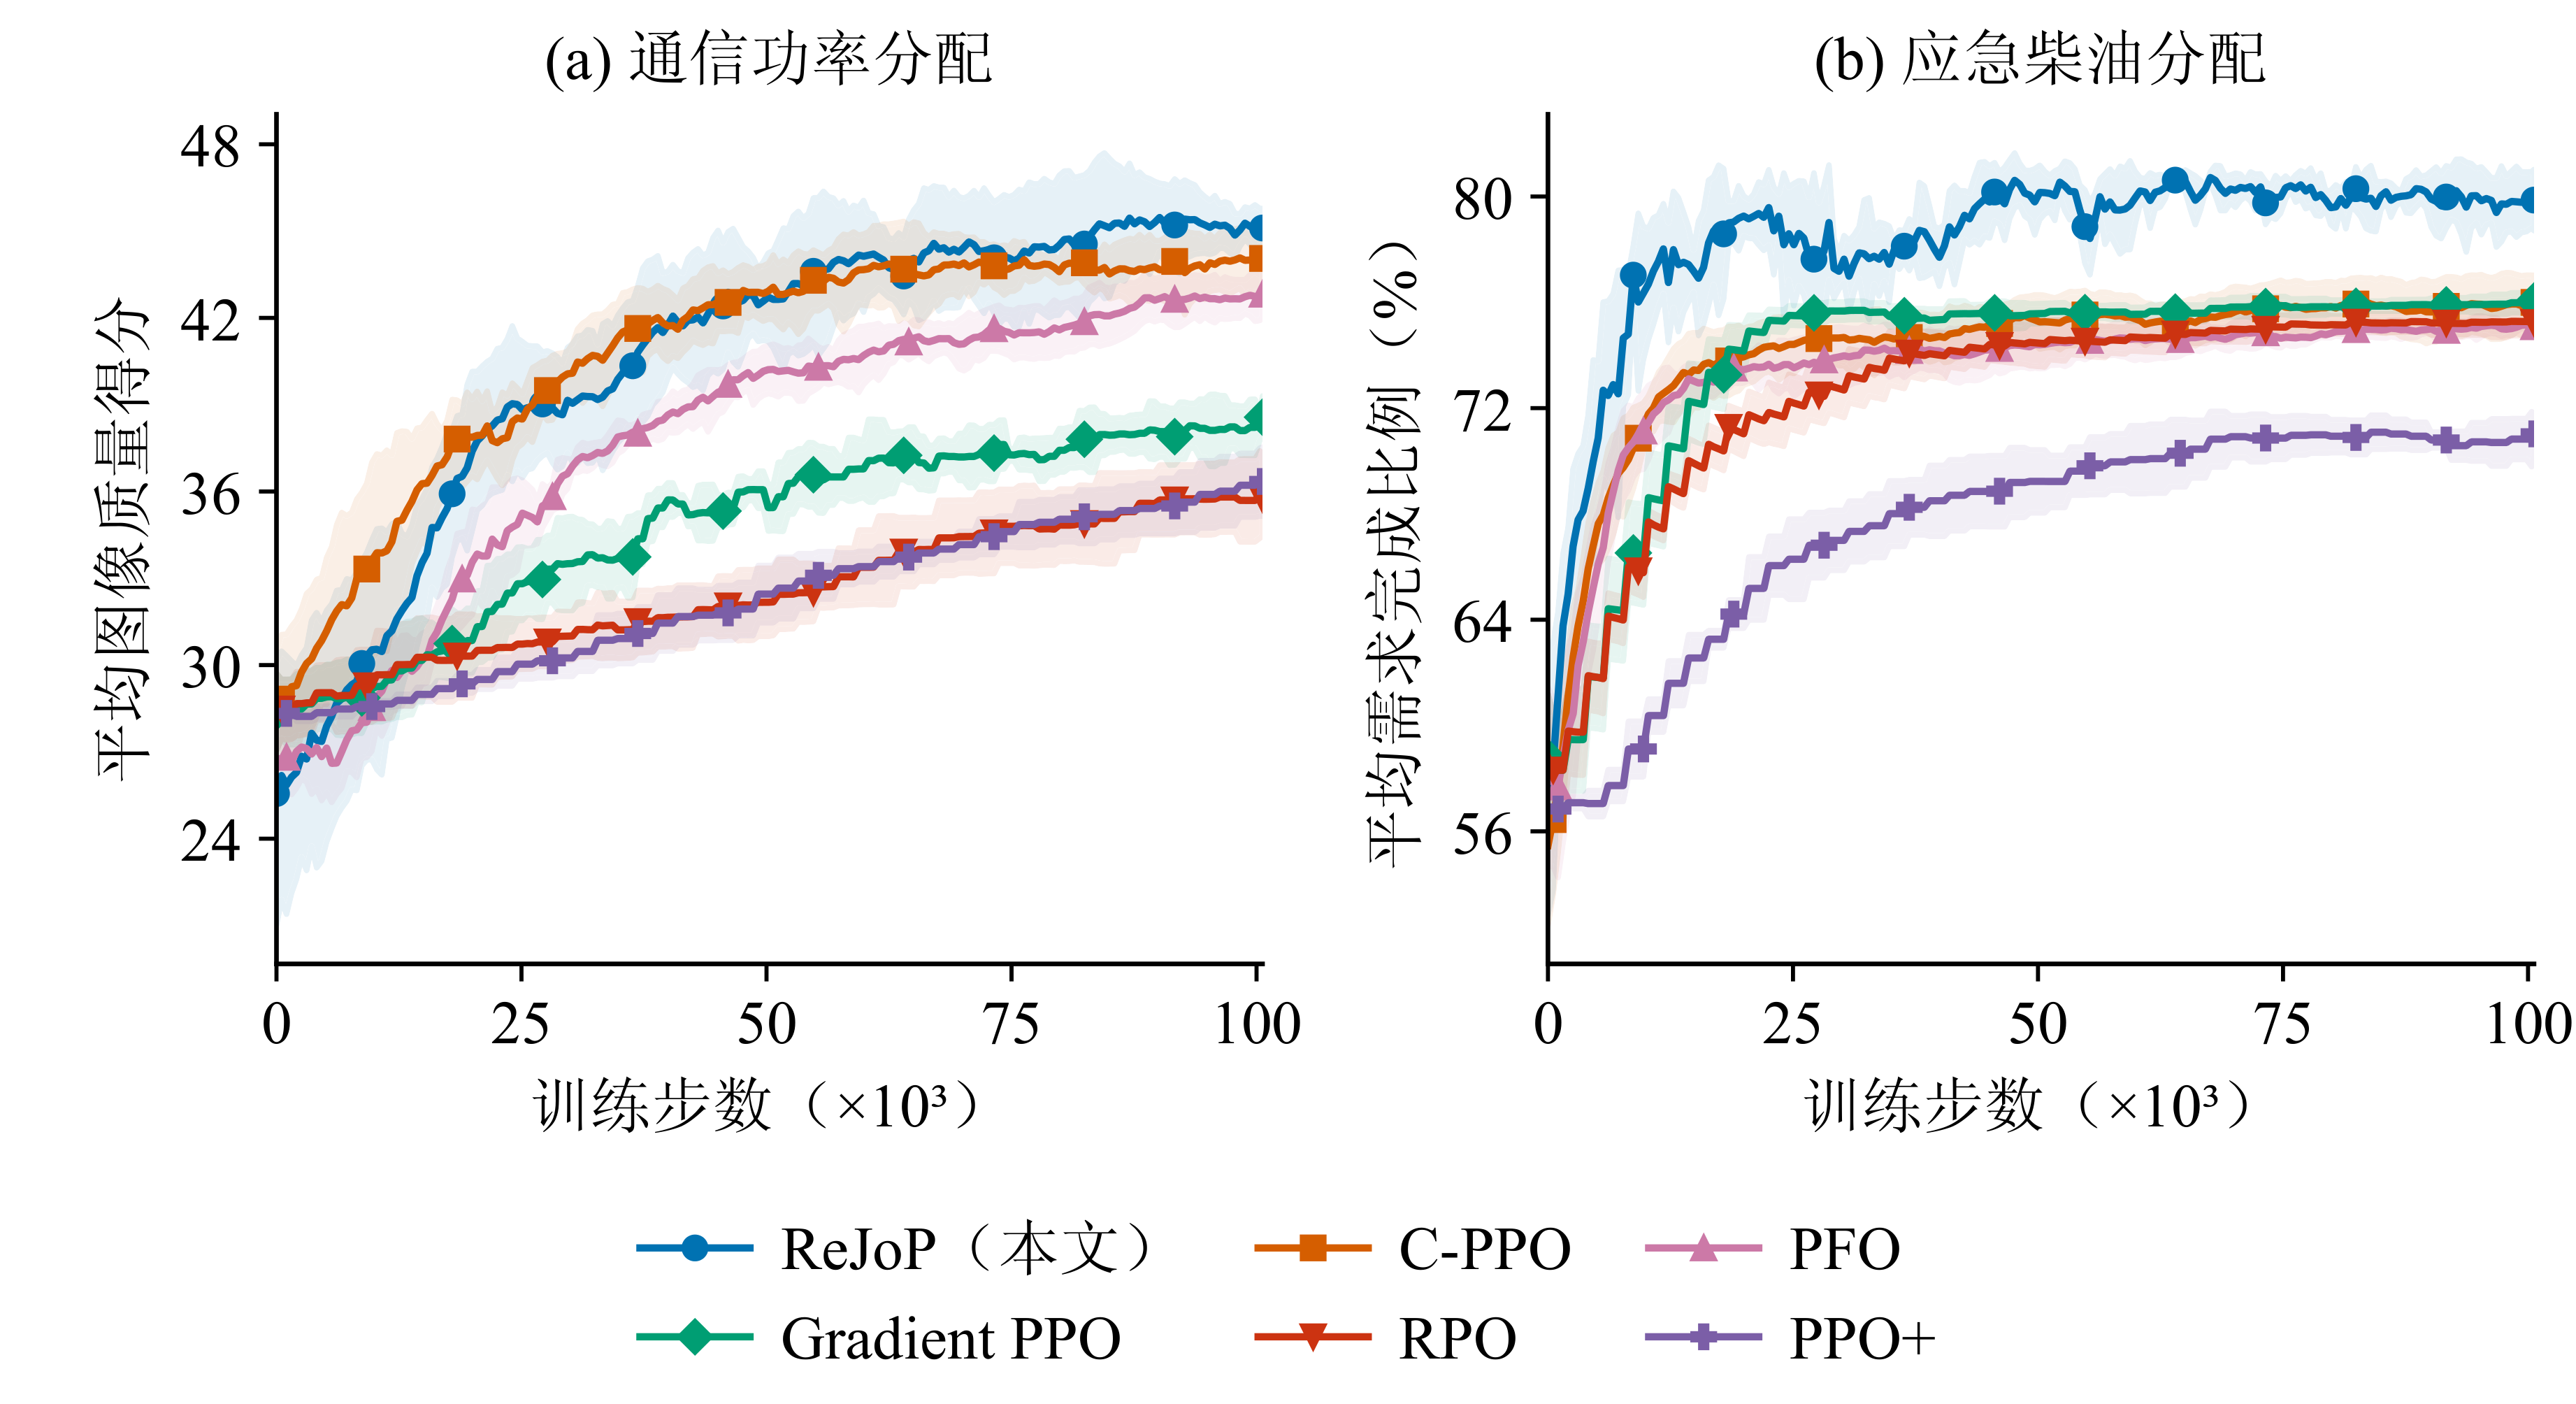 (a) 通信功率分配
平均图像质量得分
48
42
36
30
24
0 25 50 75 100
训练步数（×10³）
(b) 应急柴油分配
平均需求完成比例（%）
80
72
64
56
0 25 50 75 100
训练步数（×10³）
ReJoP（本文） C-PPO PFO
Gradient PPO RPO PPO+